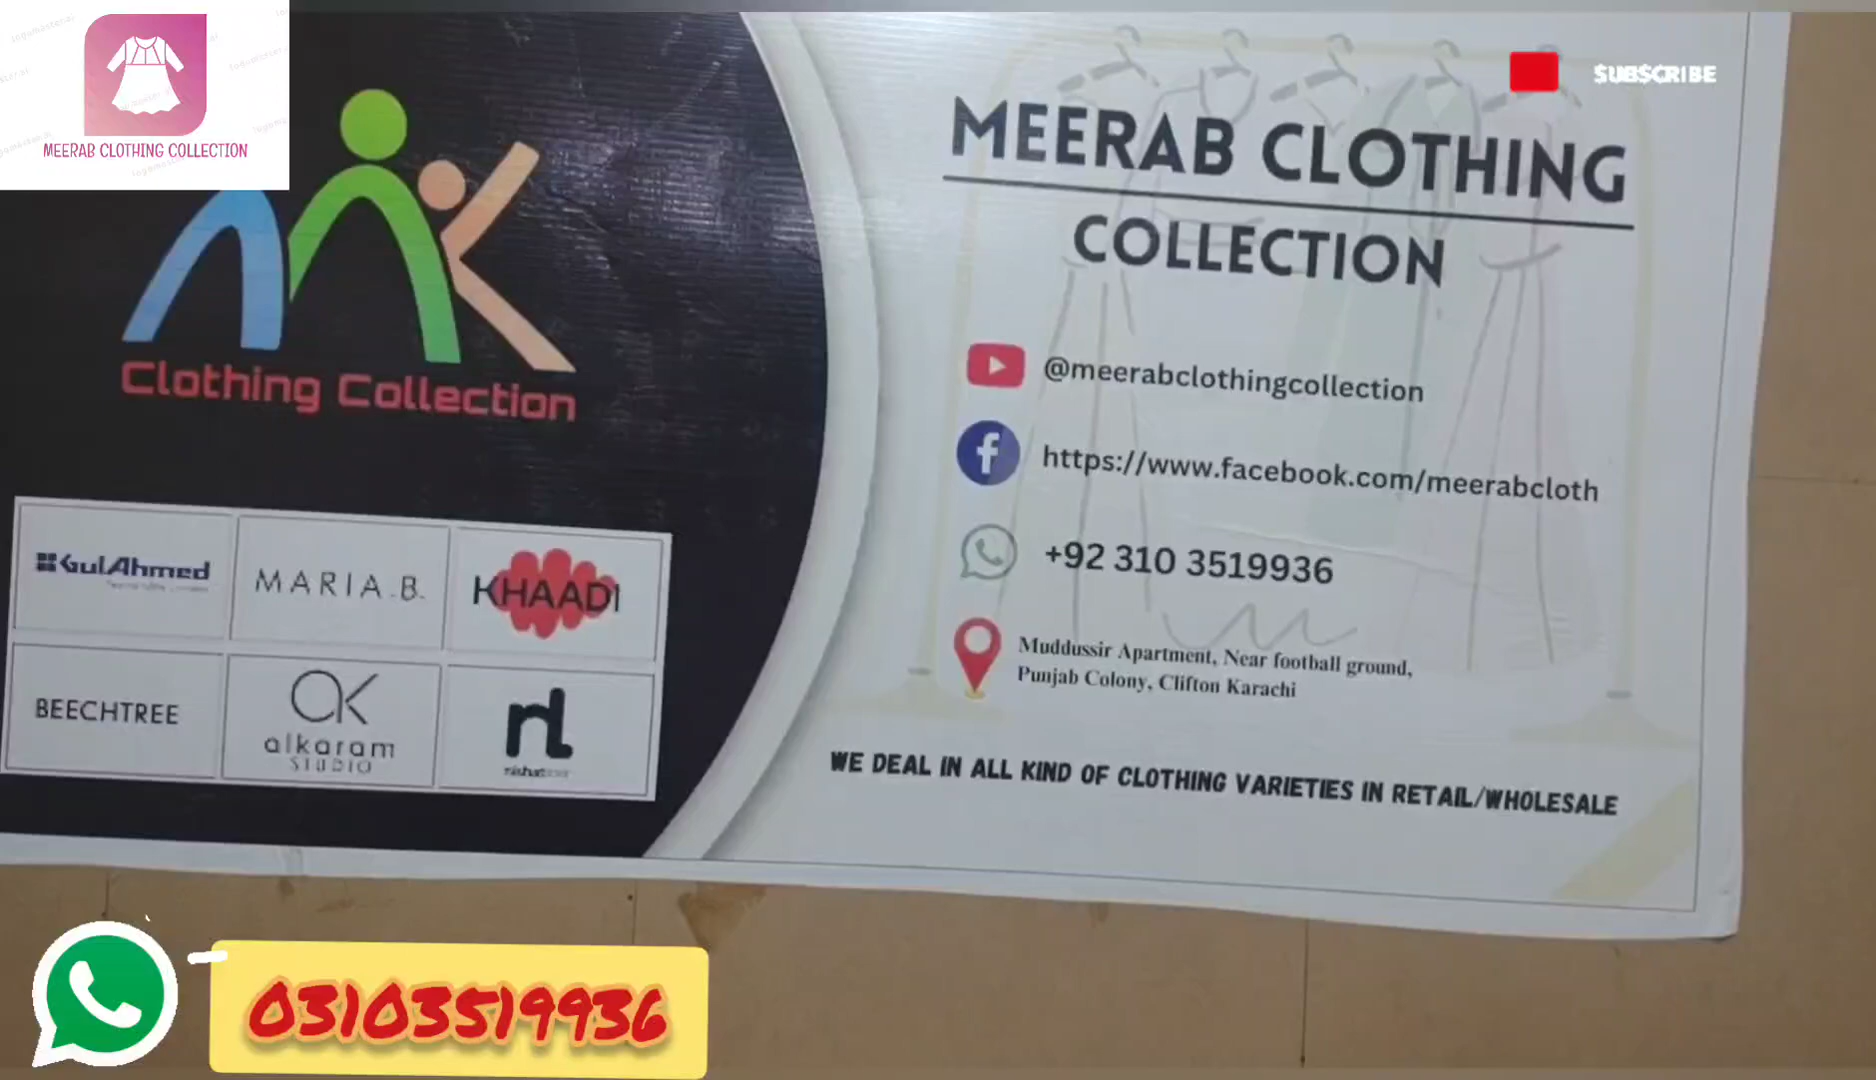 MEERAB CLOTHING COLLECTION
SUBSCRIBE
Clothing Collection
GulAhmed
MARIA.B.
KHAADI
BEECHTREE
alkaram
STUDIO
nishat
MEERAB CLOTHING
COLLECTION
@meerabclothingcollection
https://www.facebook.com/meerabcloth
+92 310 3519936
Muddussir Apartment, Near football ground,
Punjab Colony, Clifton Karachi
WE DEAL IN ALL KIND OF CLOTHING VARIETIES IN RETAIL/WHOLESALE
03103519936